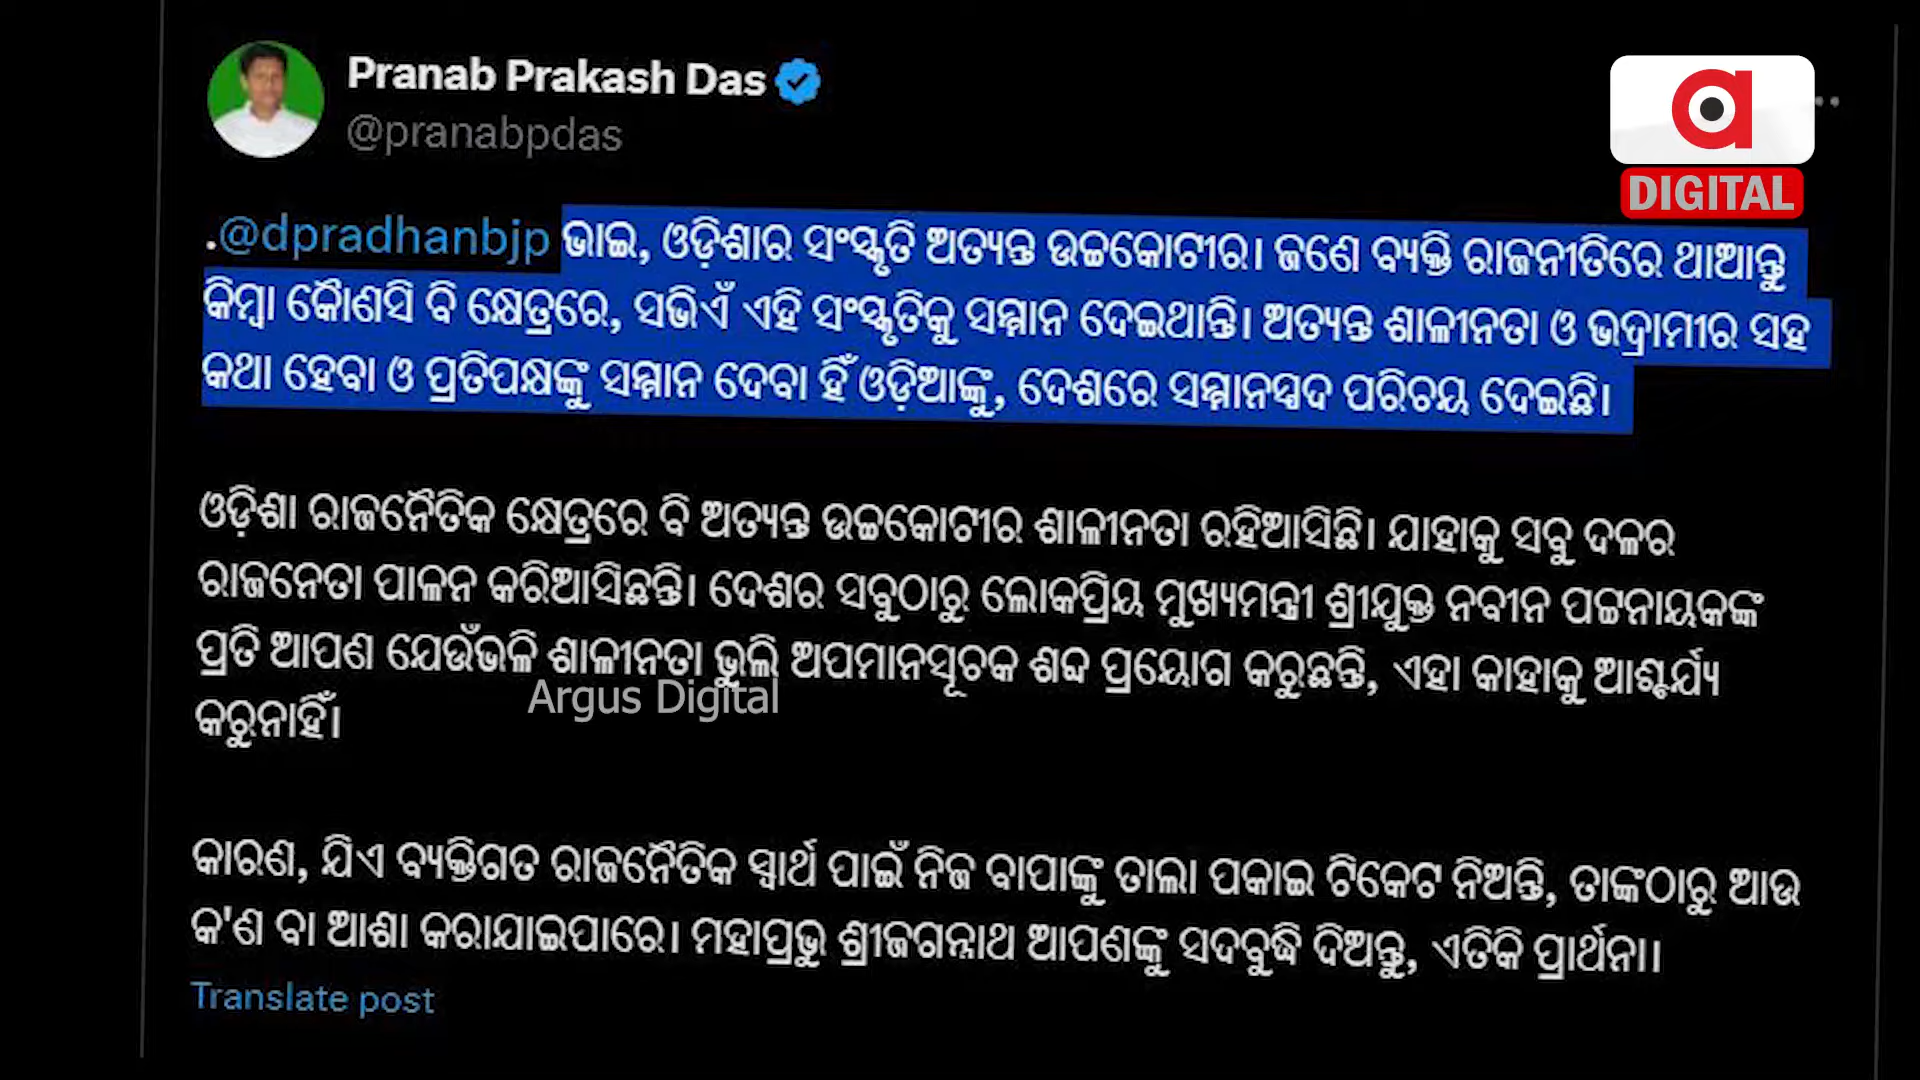 Pranab Prakash Das
@pranabpdas
a
DIGITAL
.@dpradhanbjp ଭାଇ, ଓଡ଼ିଶାର ସଂସ୍କୃତି ଅତ୍ୟନ୍ତ ଉଚ୍ଚକୋଟୀର। ଜଣେ ବ୍ୟକ୍ତି ରାଜନୀତିରେ ଥାଆନ୍ତୁ
କିମ୍ବା କୌଣସି ବି କ୍ଷେତ୍ରରେ, ସଭିଏଁ ଏହି ସଂସ୍କୃତିକୁ ସମ୍ମାନ ଦେଇଥାନ୍ତି। ଅତ୍ୟନ୍ତ ଶାଳୀନତା ଓ ଭଦ୍ରାମୀର ସହ
କଥା ହେବା ଓ ପ୍ରତିପକ୍ଷଙ୍କୁ ସମ୍ମାନ ଦେବା ହିଁ ଓଡ଼ିଆଙ୍କୁ, ଦେଶରେ ସମ୍ମାନସ୍ପଦ ପରିଚୟ ଦେଇଛି।
ଓଡ଼ିଶା ରାଜନୈତିକ କ୍ଷେତ୍ରରେ ବି ଅତ୍ୟନ୍ତ ଉଚ୍ଚକୋଟୀର ଶାଳୀନତା ରହିଆସିଛି। ଯାହାକୁ ସବୁ ଦଳର
ରାଜନେତା ପାଳନ କରିଆସିଛନ୍ତି। ଦେଶର ସବୁଠାରୁ ଲୋକପ୍ରିୟ ମୁଖ୍ୟମନ୍ତ୍ରୀ ଶ୍ରୀଯୁକ୍ତ ନବୀନ ପଟ୍ଟନାୟକଙ୍କ
ପ୍ରତି ଆପଣ ଯେଉଁଭଳି ଶାଳୀନତା ଭୁଲି ଅପମାନସୂଚକ ଶବ୍ଦ ପ୍ରୟୋଗ କରୁଛନ୍ତି, ଏହା କାହାକୁ ଆଶ୍ଚର୍ଯ୍ୟ
କରୁନାହିଁ।
Argus Digital
କାରଣ, ଯିଏ ବ୍ୟକ୍ତିଗତ ରାଜନୈତିକ ସ୍ୱାର୍ଥ ପାଇଁ ନିଜ ବାପାଙ୍କୁ ତାଲା ପକାଇ ଟିକେଟ ନିଅନ୍ତି, ତାଙ୍କଠାରୁ ଆଉ
କ'ଣ ବା ଆଶା କରାଯାଇପାରେ। ମହାପ୍ରଭୁ ଶ୍ରୀଜଗନ୍ନାଥ ଆପଣଙ୍କୁ ସଦବୁଦ୍ଧି ଦିଅନ୍ତୁ, ଏତିକି ପ୍ରାର୍ଥନା।
Translate post